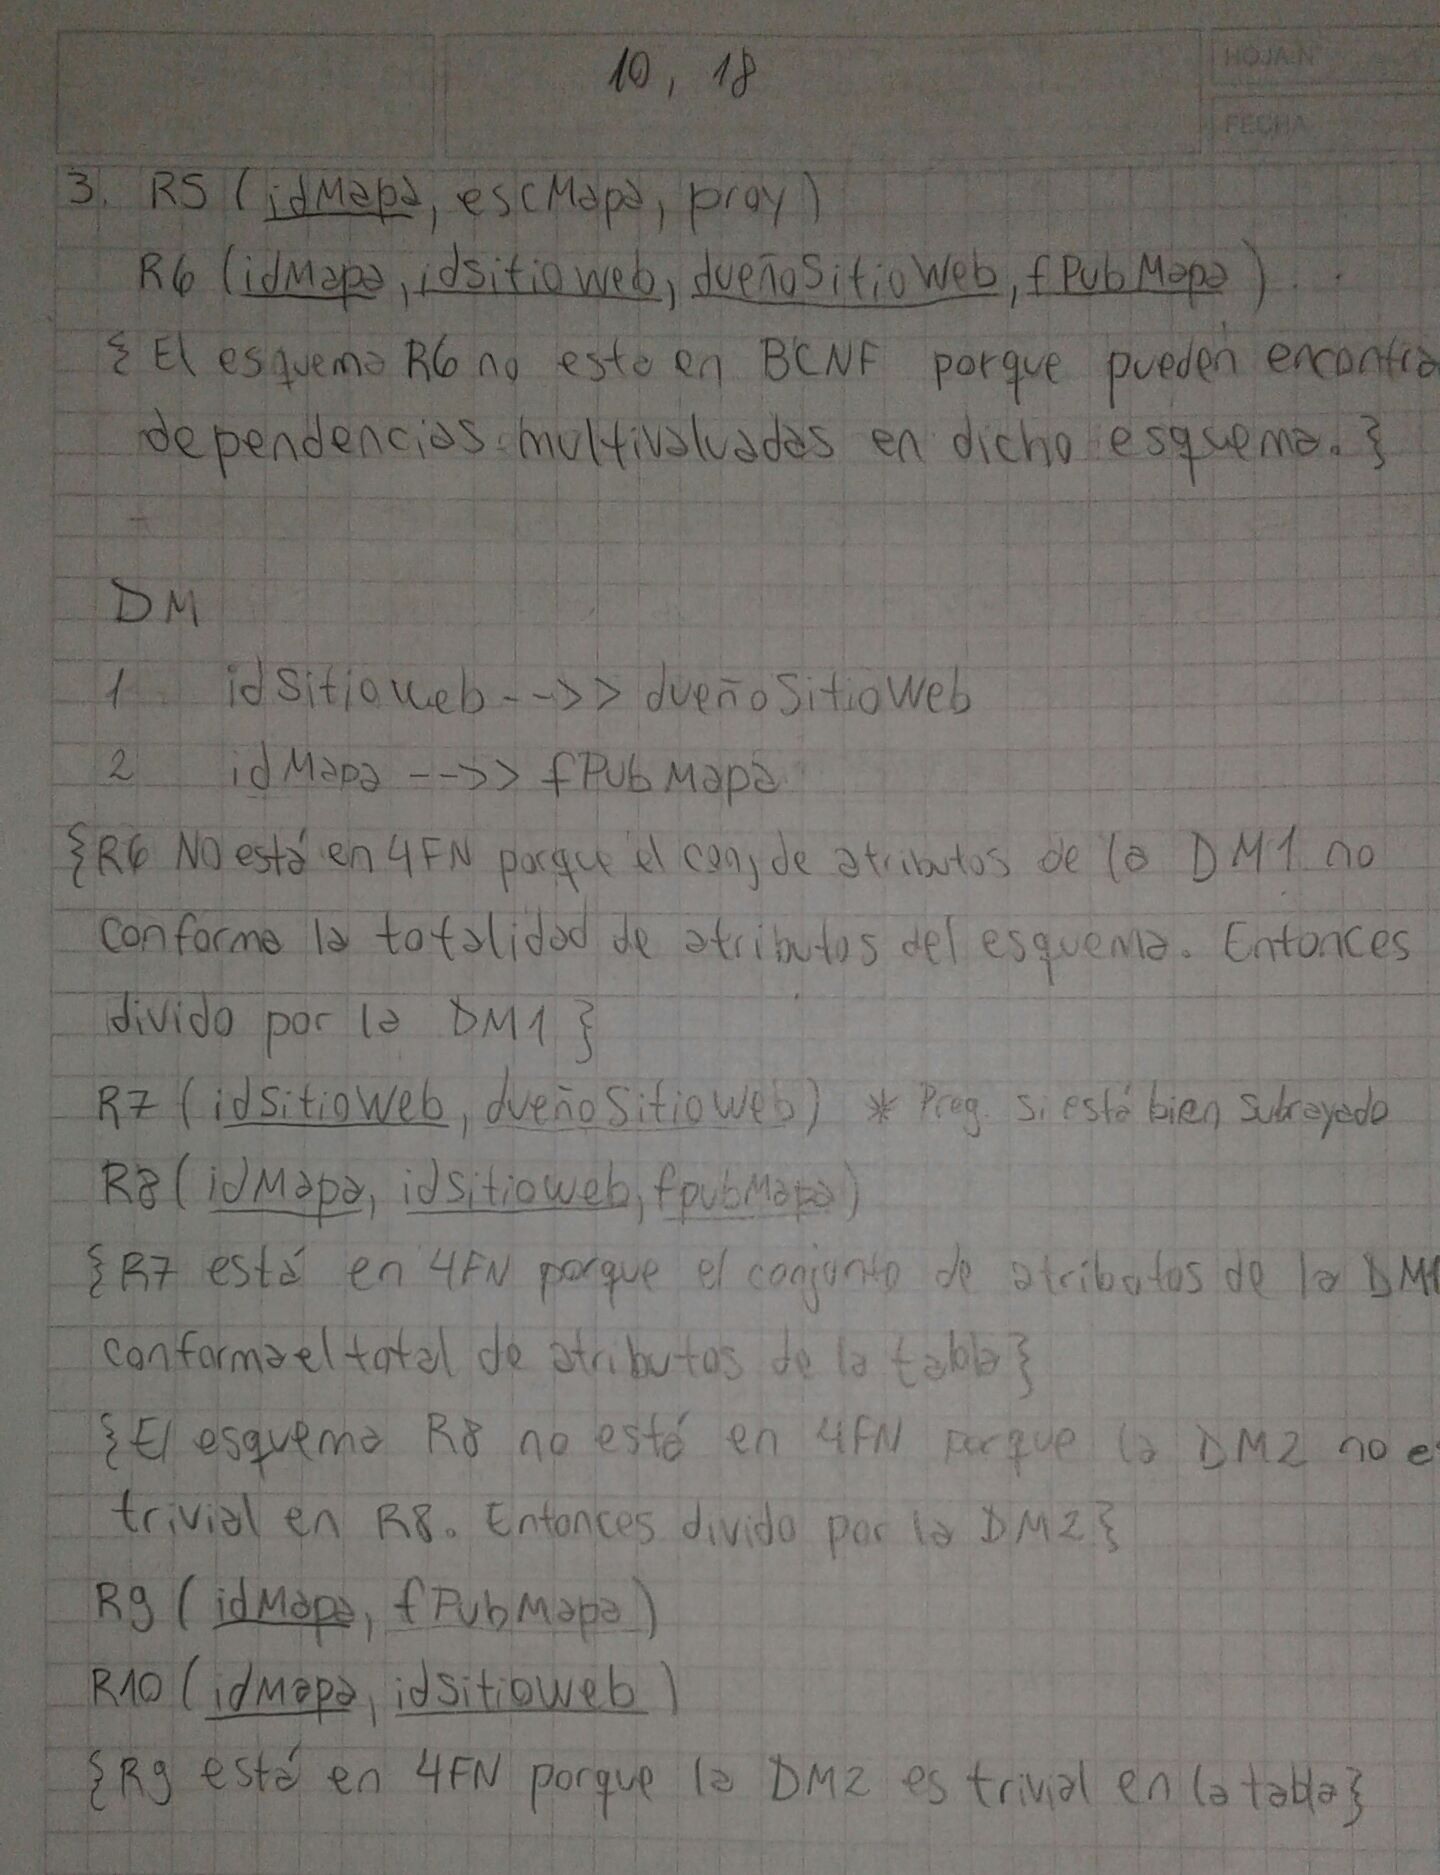 10, 18
HOJA N
FECHA
3. R5 (idMapa, escMapa, proy)
R6 (idMapa, idsitioweb, dueñoSitioWeb, fPubMapa)
{ El esquema R6 no esta en BCNF porque pueden encontra
dependencias multivaluadas en dicho esquema. }
DM
1 idSitioweb -->> dueñoSitioWeb
2 idMapa -->> fPubMapa
{R6 NO está en 4FN porque el conj de atributos de la DM1 no
conforma la totalidad de atributos del esquema. Entonces
divido por la DM1 }
R7 (idSitioWeb, dueñoSitioWeb) * Preg. si está bien subrayado
R8 (idMapa, idsitioweb, fpubMapa)
{R7 está en 4FN porque el conjunto de atributos de la DM1
conforma el total de atributos de la tabla}
{El esquema R8 no está en 4FN porque la DM2 no e
trivial en R8. Entonces divido por la DM2}
R9 (idMapa, fPubMapa)
R10 (idMapa, idSitioweb)
{R9 está en 4FN porque la DM2 es trivial en la tabla}